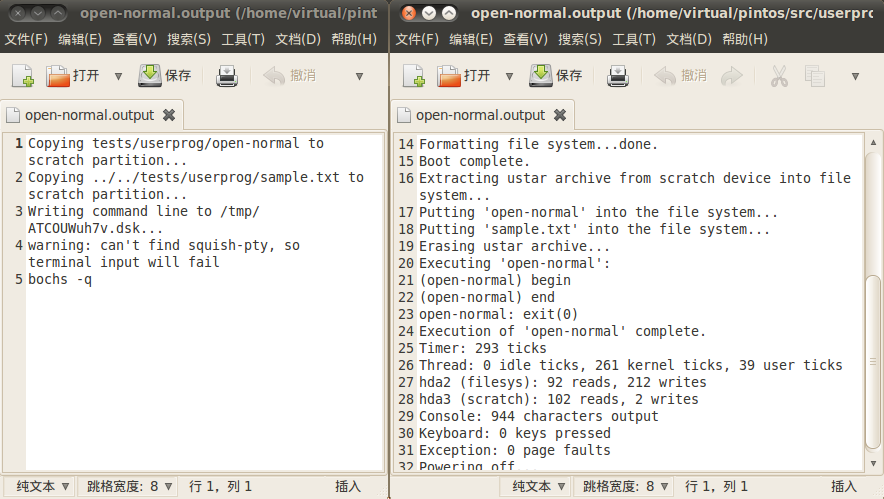 open-normal.output (/home/virtual/pint
文件(F) 编辑(E) 查看(V) 搜索(S) 工具(T) 文档(D) 帮助(H)
打开 保存 撤消
open-normal.output
1 Copying tests/userprog/open-normal to
scratch partition...
2 Copying ../../tests/userprog/sample.txt to
scratch partition...
3 Writing command line to /tmp/
ATCOUWuh7v.dsk...
4 warning: can't find squish-pty, so
terminal input will fail
5 bochs -q
纯文本 跳格宽度: 8 行 1, 列 1 插入
open-normal.output (/home/virtual/pintos/src/userpro
文件(F) 编辑(E) 查看(V) 搜索(S) 工具(T) 文档(D) 帮助(H)
打开 保存 撤消
open-normal.output
14 Formatting file system...done.
15 Boot complete.
16 Extracting ustar archive from scratch device into file
system...
17 Putting 'open-normal' into the file system...
18 Putting 'sample.txt' into the file system...
19 Erasing ustar archive...
20 Executing 'open-normal':
21 (open-normal) begin
22 (open-normal) end
23 open-normal: exit(0)
24 Execution of 'open-normal' complete.
25 Timer: 293 ticks
26 Thread: 0 idle ticks, 261 kernel ticks, 39 user ticks
27 hda2 (filesys): 92 reads, 212 writes
28 hda3 (scratch): 102 reads, 2 writes
29 Console: 944 characters output
30 Keyboard: 0 keys pressed
31 Exception: 0 page faults
32 Powering off...
纯文本 跳格宽度: 8 行 1, 列 1 插入